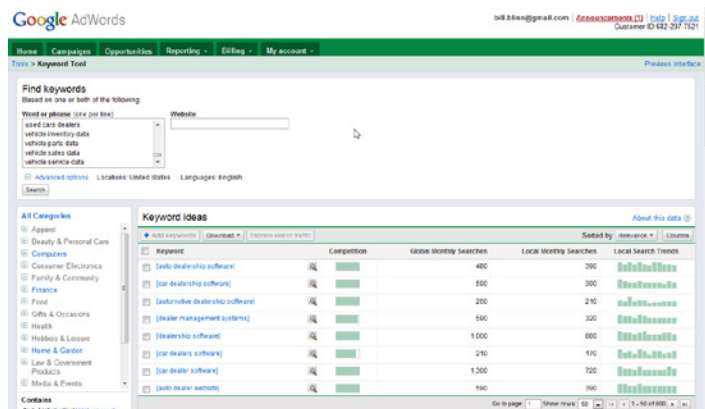 Google AdWords
bill.blinn@gmail.com | Announcements (1) | Help | Sign out
Customer ID:
Home Campaigns Opportunities Reporting Billing My account
Tools > Keyword Tool
Previous Interface
Find keywords
Based on one or both of the following:
Word or phrase (one per line) Website
used cars dealers
vehicle inventory data
vehicle parts data
vehicle sales data
vehicle service data
Advanced options Locations: United States Languages: English
Search
All Categories
Apparel
Beauty & Personal Care
Computers
Consumer Electronics
Family & Community
Finance
Food
Gifts & Occasions
Health
Hobbies & Leisure
Home & Garden
Law & Government
Products
Media & Events
Contains
Keyword Ideas
About this data
Add keywords Download Estimate search traffic
Sorted by Relevance Columns
Keyword Competition Global Monthly Searches Local Monthly Searches Local Search Trends
[auto dealership software] 480 390
[car dealership software] 590 390
[automotive dealership software] 260 210
[dealer management systems] 590 320
[dealership software] 1,000 880
[car dealers software] 210 170
[car dealer software] 1,300 720
[auto dealer website] 590 390
Go to page: 1 Show rows: 50 1 - 50 of 800